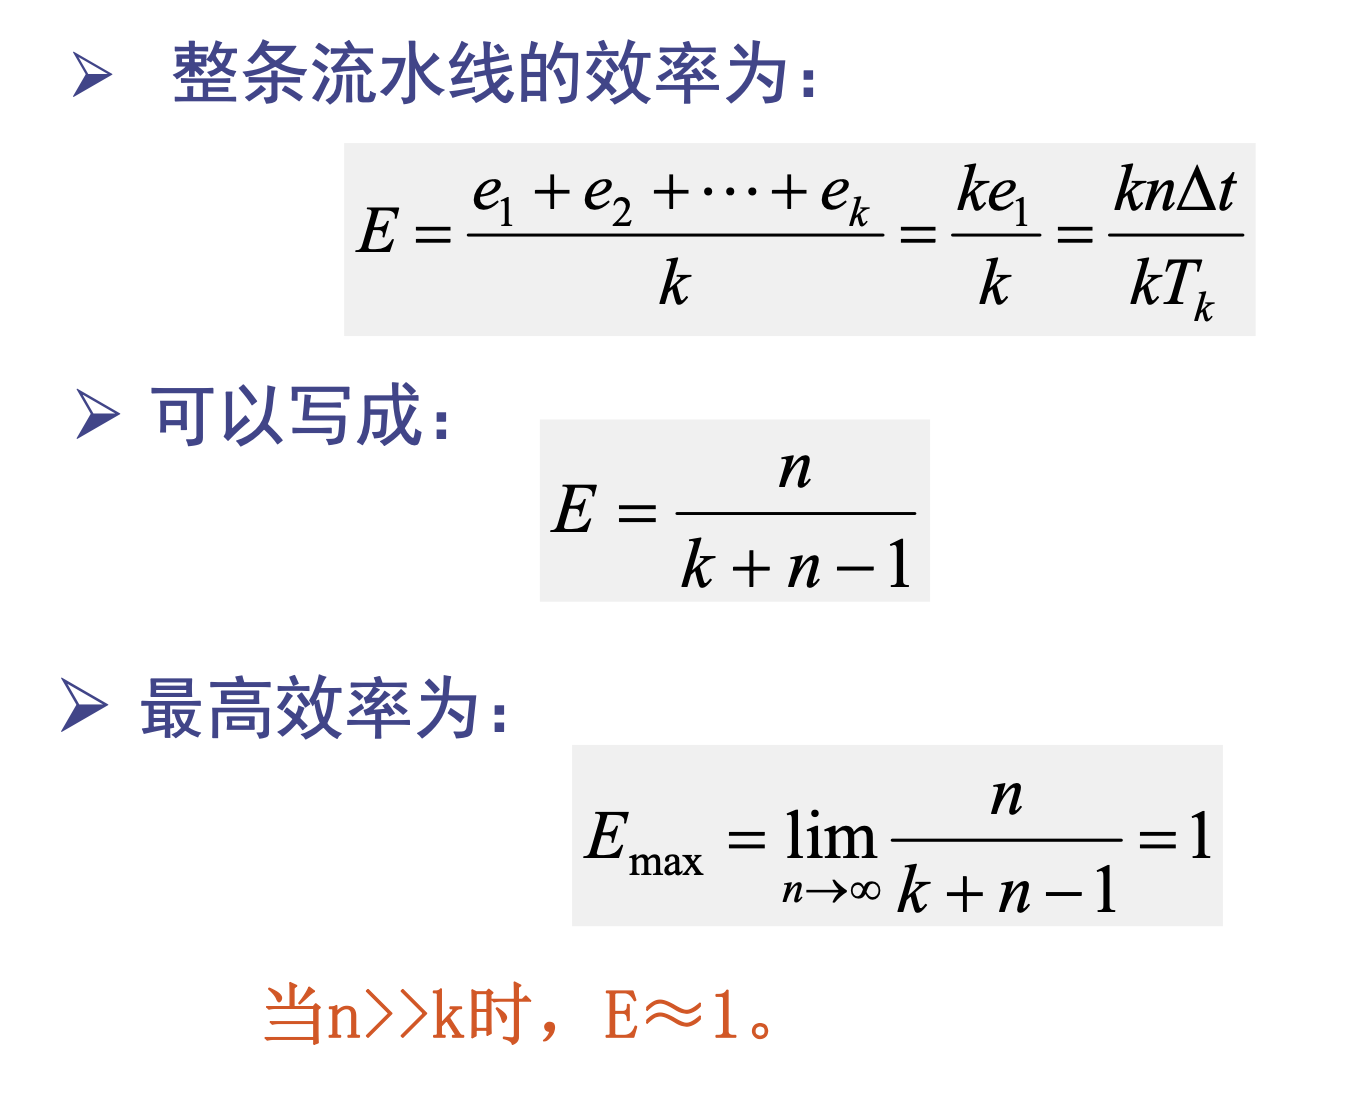 ➢ 整条流水线的效率为：
E = \frac{e_1 + e_2 + \cdots + e_k}{k} = \frac{ke_1}{k} = \frac{kn\Delta t}{kT_k}
➢ 可以写成：
E = \frac{n}{k + n - 1}
➢ 最高效率为：
E_{\max} = \lim_{n \to \infty} \frac{n}{k + n - 1} = 1
当n>>k时，E≈1。